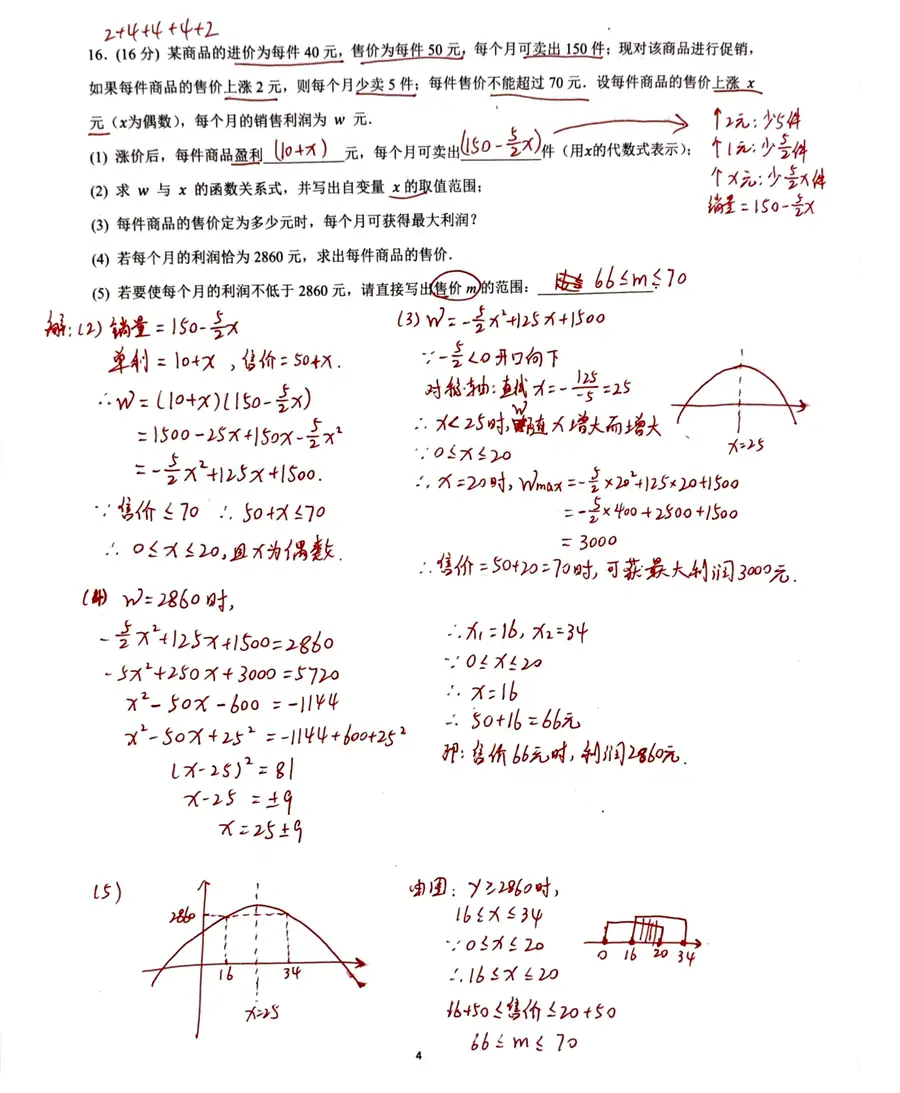 2+4+4+4+2
16.（16分）某商品的进价为每件 40 元，售价为每件 50 元，每个月可卖出 150 件；现对该商品进行促销，
如果每件商品的售价上涨 2 元，则每个月少卖 5 件；每件售价不能超过 70 元．设每件商品的售价上涨 x
元（x为偶数），每个月的销售利润为 w 元．
(1) 涨价后，每件商品盈利 (10+x) 元，每个月可卖出 (150-5/2x) 件（用x的代数式表示）；
↑2元：少5件
↑1元：少5/2件
↑x元：少5/2x件
销量=150-5/2x
(2) 求 w 与 x 的函数关系式，并写出自变量 x 的取值范围；
(3) 每件商品的售价定为多少元时，每个月可获得最大利润？
(4) 若每个月的利润恰为 2860 元，求出每件商品的售价．
(5) 若要使每个月的利润不低于 2860 元，请直接写出售价 m 的范围：66≤m≤70．
解：(2) 销量=150-5/2x
单利=10+x，售价=50+x.
∴W=(10+x)(150-5/2x)
=1500-25x+150x-5/2x²
=-5/2x²+125x+1500.
∵售价≤70 ∴50+x≤70
∴0≤x≤20，且x为偶数.
(3) W=-5/2x²+125x+1500
∵-5/2<0 开口向下
对称轴：直线x=-125/-5=25
∴x<25时，W随x增大而增大
∵0≤x≤20
∴x=20时，Wmax=-5/2×20²+125×20+1500
=-5/2×400+2500+1500
=3000
∴售价=50+20=70时，可获最大利润3000元.
x=25
(4) W=2860时，
-5/2x²+125x+1500=2860
-5x²+250x+3000=5720
x²-50x-600=-1144
x²-50x+25²=-1144+600+25²
(x-25)²=81
x-25=±9
x=25±9
∴x₁=16，x₂=34
∵0≤x≤20
∴x=16
∴50+16=66元
即：售价66元时，利润2860元.
(5)
2860
16 34
x=25
由图：y≥2860时，
16≤x≤34
∵0≤x≤20
∴16≤x≤20
16+50≤售价≤20+50
66≤m≤70
0 16 20 34
4